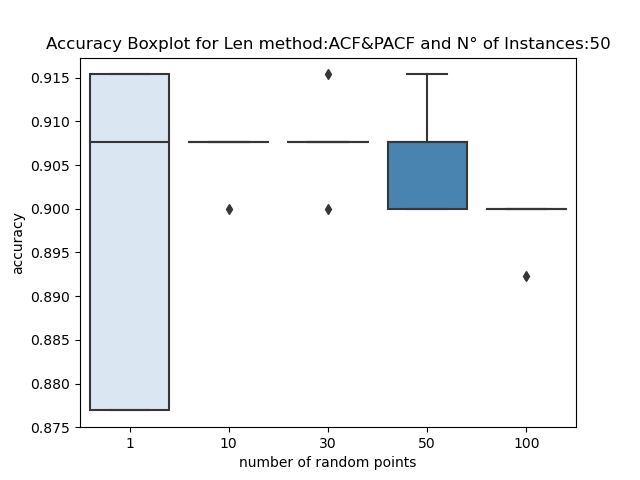 Accuracy Boxplot for Len method:ACF&PACF and N° of Instances:50
0.915
0.910
0.905
0.900
0.895
0.890
0.885
0.880
0.875
accuracy
1 10 30 50 100
number of random points